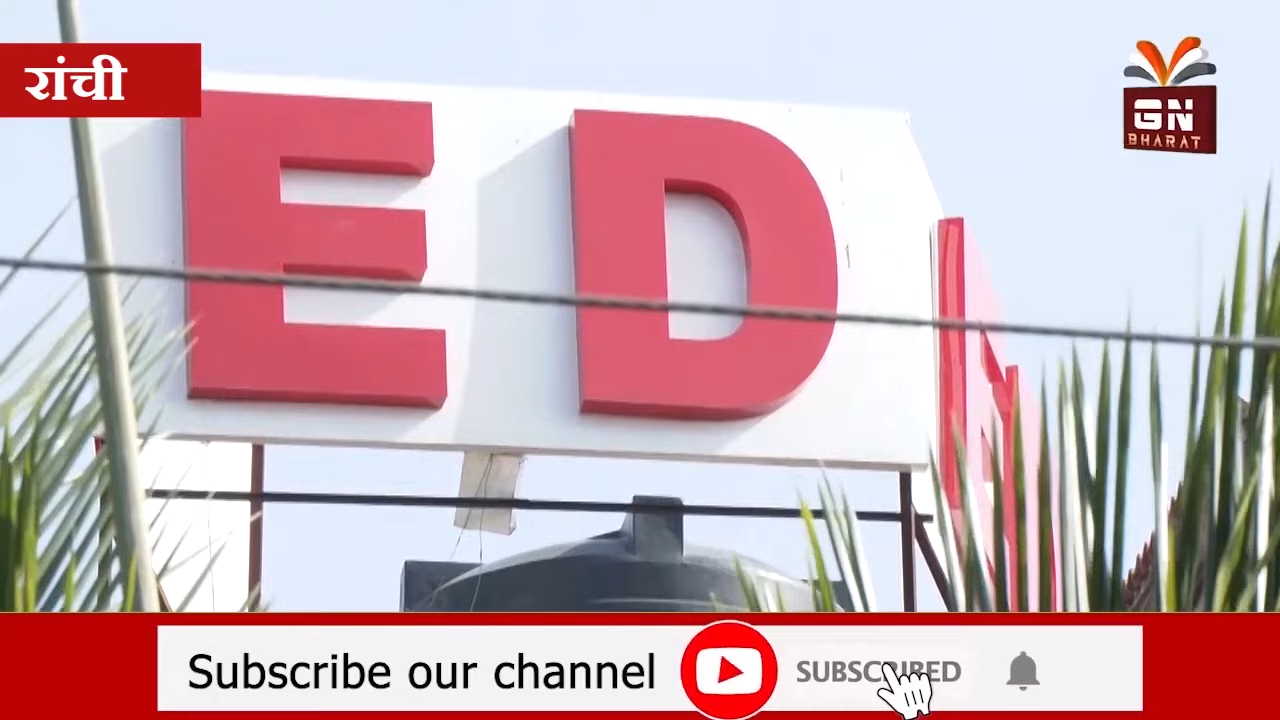 रांची
GN
BHARAT
ED
Subscribe our channel
SUBSCRIBED